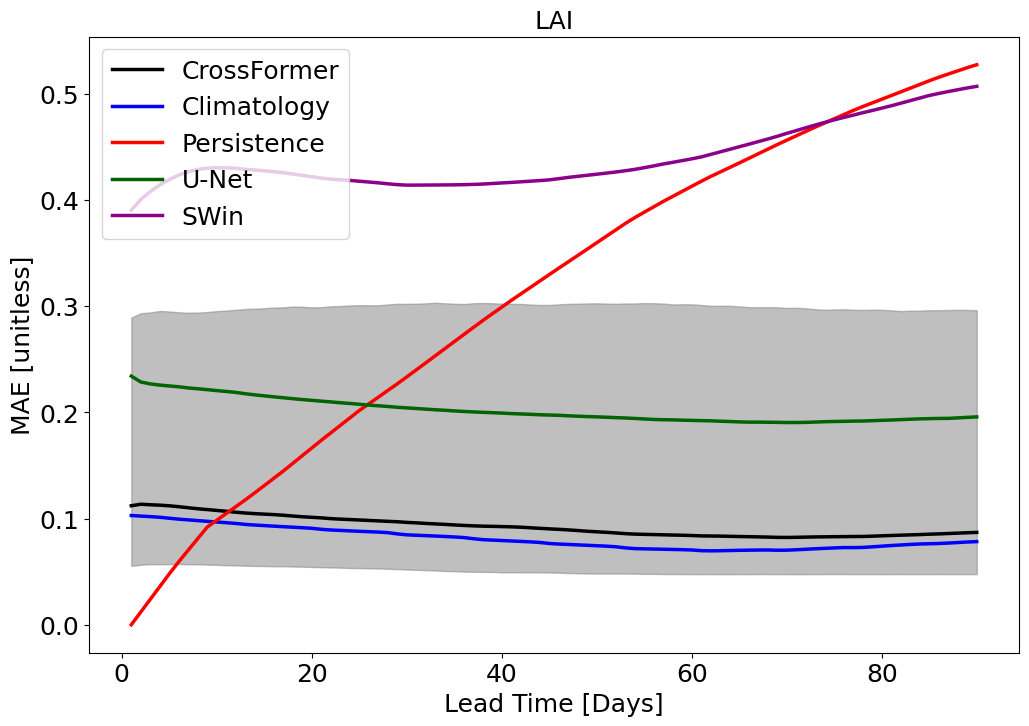 LAI
CrossFormer
Climatology
Persistence
U-Net
SWin
MAE [unitless]
0.5
0.4
0.3
0.2
0.1
0.0
0 20 40 60 80
Lead Time [Days]